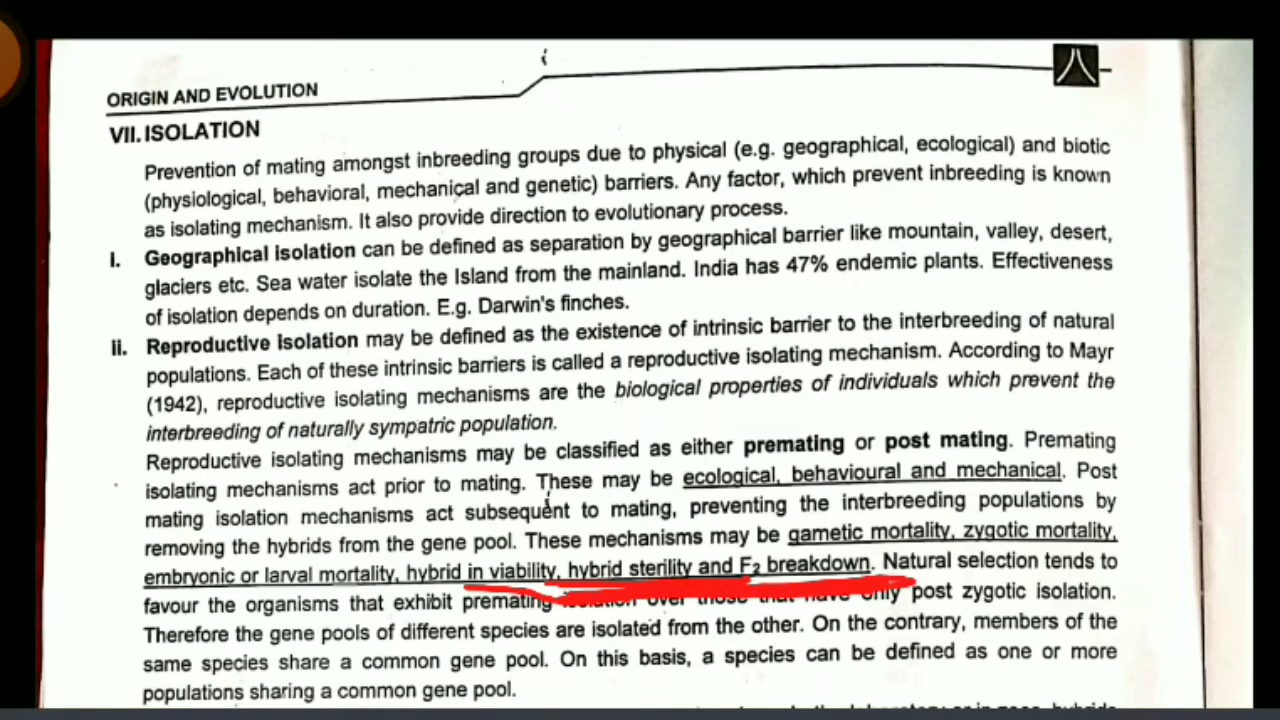 ORIGIN AND EVOLUTION
VII. ISOLATION
Prevention of mating amongst inbreeding groups due to physical (e.g. geographical, ecological) and biotic
(physiological, behavioral, mechanical and genetic) barriers. Any factor, which prevent inbreeding is known
as isolating mechanism. It also provide direction to evolutionary process.
i. Geographical isolation can be defined as separation by geographical barrier like mountain, valley, desert,
glaciers etc. Sea water isolate the Island from the mainland. India has 47% endemic plants. Effectiveness
of isolation depends on duration. E.g. Darwin's finches.
ii. Reproductive isolation may be defined as the existence of intrinsic barrier to the interbreeding of natural
populations. Each of these intrinsic barriers is called a reproductive isolating mechanism. According to Mayr
(1942), reproductive isolating mechanisms are the biological properties of individuals which prevent the
interbreeding of naturally sympatric population.
Reproductive isolating mechanisms may be classified as either premating or post mating. Premating
isolating mechanisms act prior to mating. These may be ecological, behavioural and mechanical. Post
mating isolation mechanisms act subsequent to mating, preventing the interbreeding populations by
removing the hybrids from the gene pool. These mechanisms may be gametic mortality, zygotic mortality,
embryonic or larval mortality, hybrid in viability, hybrid sterility and F₂ breakdown. Natural selection tends to
favour the organisms that exhibit premating isolation over those that have only post zygotic isolation.
Therefore the gene pools of different species are isolated from the other. On the contrary, members of the
same species share a common gene pool. On this basis, a species can be defined as one or more
populations sharing a common gene pool.